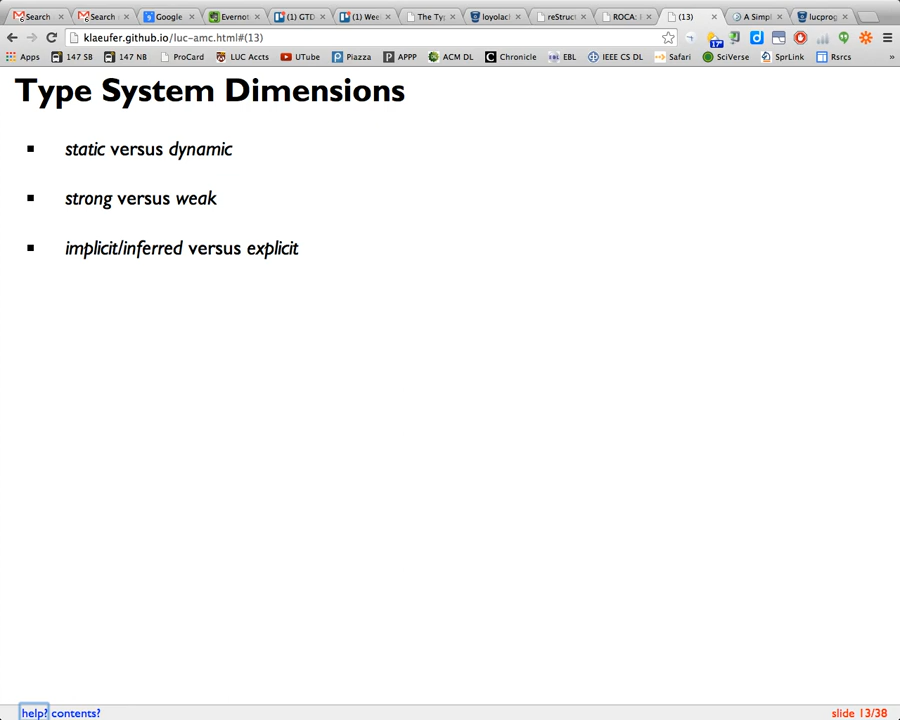 Search Search Google Evernot (1) GTD (1) Wee The Ty loyolach reStruct ROCA: (13) A Simpl lucprog
klaeufer.github.io/luc-amc.html#(13)
17°
Apps 147 SB 147 NB ProCard LUC Accts UTube Piazza APPP ACM DL Chronicle EBL IEEE CS DL Safari SciVerse SprLink Rsrcs »
Type System Dimensions
static versus dynamic
strong versus weak
implicit/inferred versus explicit
help? contents? slide 13/38